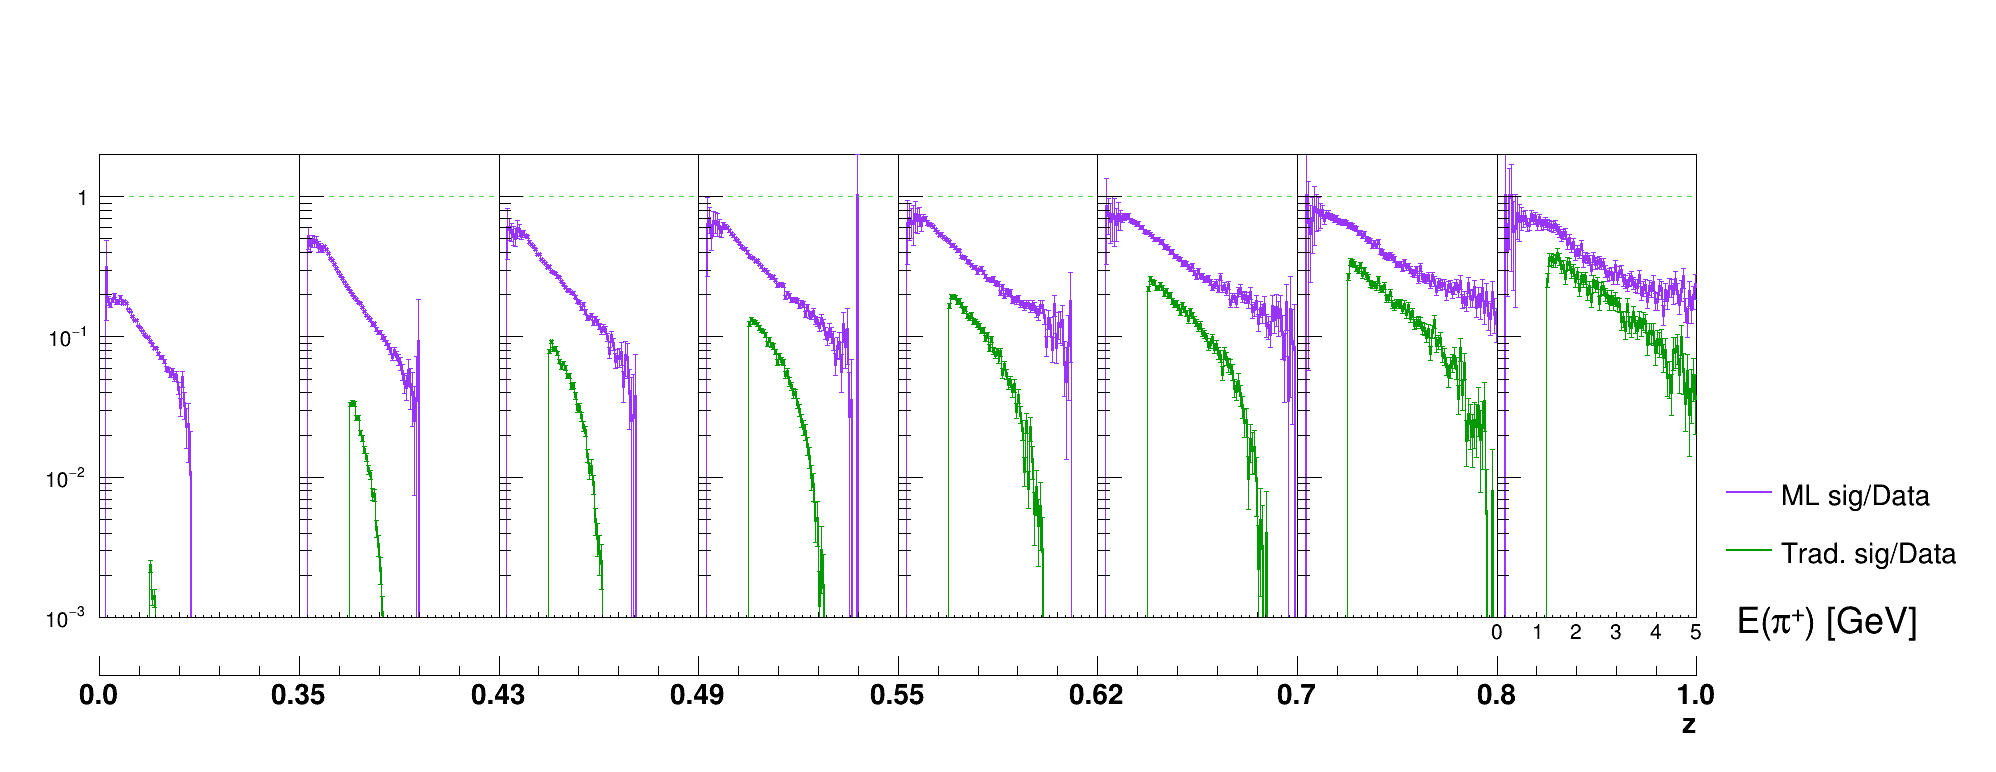 1
10⁻¹
10⁻²
10⁻³
ML sig/Data
Trad. sig/Data
E(π⁺) [GeV]
0 1 2 3 4 5
0.0 0.35 0.43 0.49 0.55 0.62 0.7 0.8 1.0
z